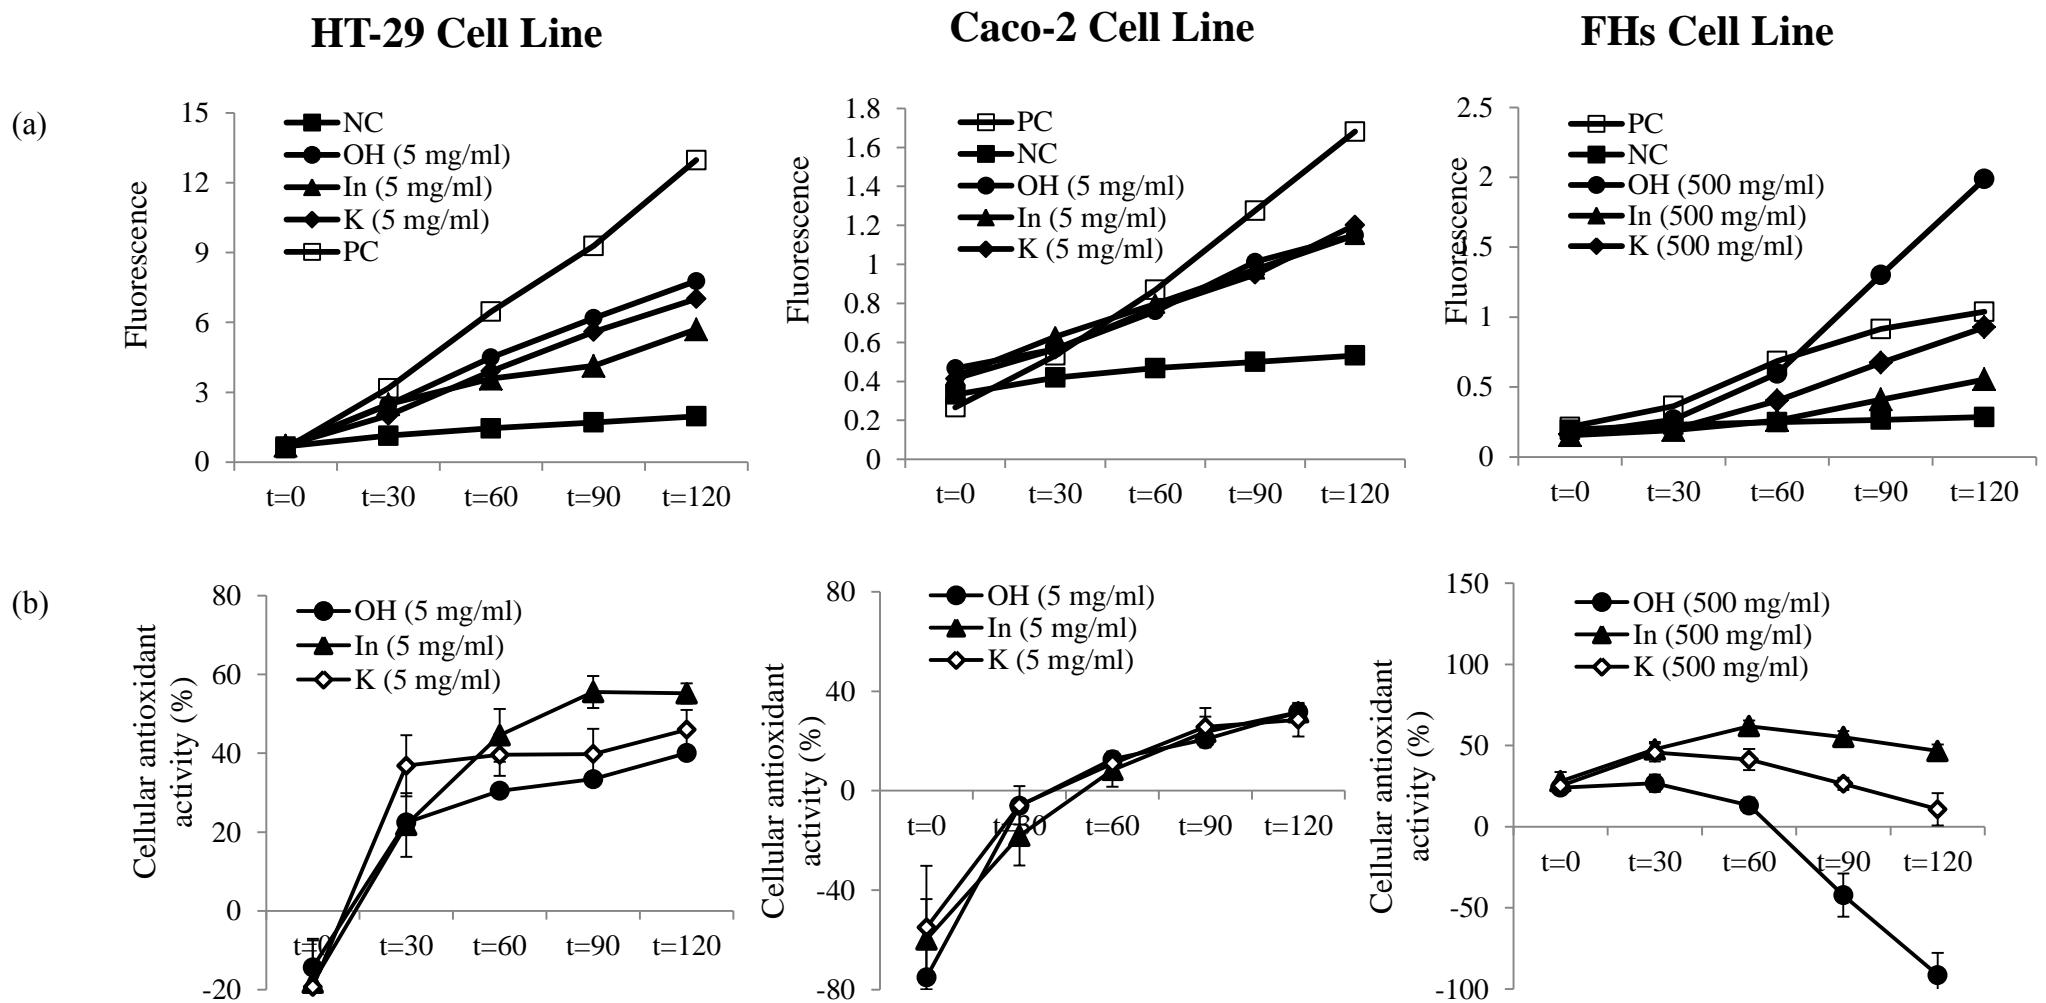 HT-29 Cell Line
Caco-2 Cell Line
FHs Cell Line
(a)
Fluorescence
15
12
9
6
3
0
NC
OH (5 mg/ml)
In (5 mg/ml)
K (5 mg/ml)
PC
t=0 t=30 t=60 t=90 t=120
Fluorescence
1.8
1.6
1.4
1.2
1
0.8
0.6
0.4
0.2
0
PC
NC
OH (5 mg/ml)
In (5 mg/ml)
K (5 mg/ml)
t=0 t=30 t=60 t=90 t=120
Fluorescence
2.5
2
1.5
1
0.5
0
PC
NC
OH (500 mg/ml)
In (500 mg/ml)
K (500 mg/ml)
t=0 t=30 t=60 t=90 t=120
(b)
Cellular antioxidant
activity (%)
80
60
40
20
0
-20
OH (5 mg/ml)
In (5 mg/ml)
K (5 mg/ml)
t=0 t=30 t=60 t=90 t=120
Cellular antioxidant
activity (%)
80
40
0
-40
-80
OH (5 mg/ml)
In (5 mg/ml)
K (5 mg/ml)
t=0 t=30 t=60 t=90 t=120
Cellular antioxidant
activity (%)
150
100
50
0
-50
-100
OH (500 mg/ml)
In (500 mg/ml)
K (500 mg/ml)
t=0 t=30 t=60 t=90 t=120